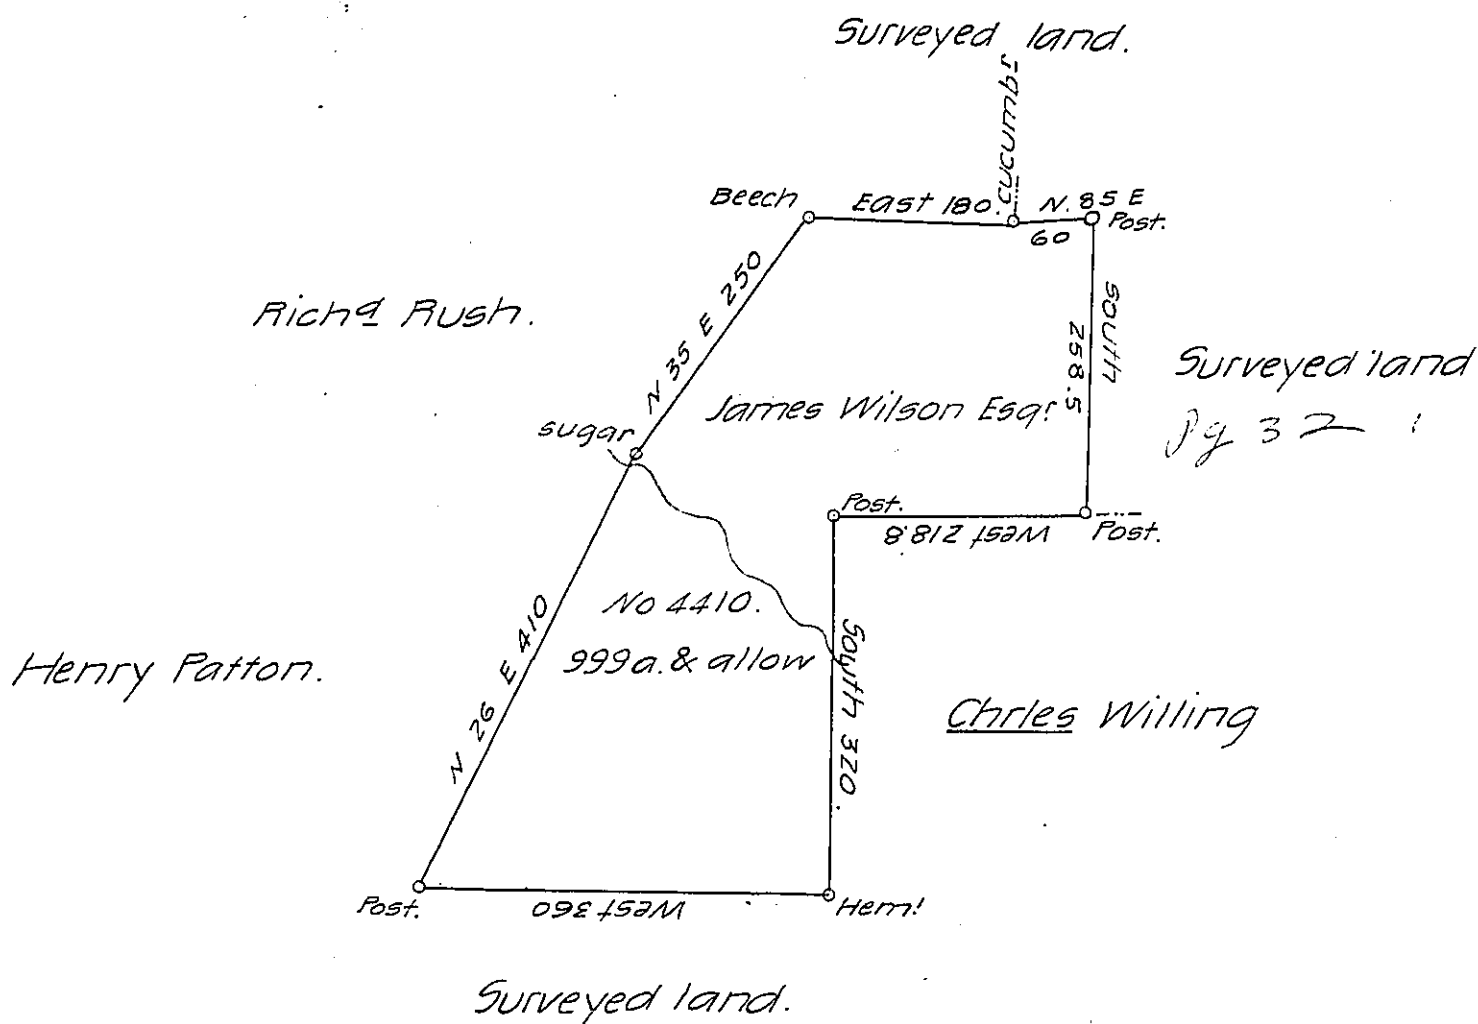 Surveyed land.
cucumbr
Beech
East 180.
N. 85 E
60
Post.
Richd Rush.
N 35 E 250
South
258.5
Surveyed land
Pg 32
James Wilson Esqr
sugar
Post.
West 218.8
Post.
No 4410.
999a. & allow
N 26 E 410
South 320.
Henry Patton.
Chrles Willing
Post.
West 360
Heml
Surveyed land.